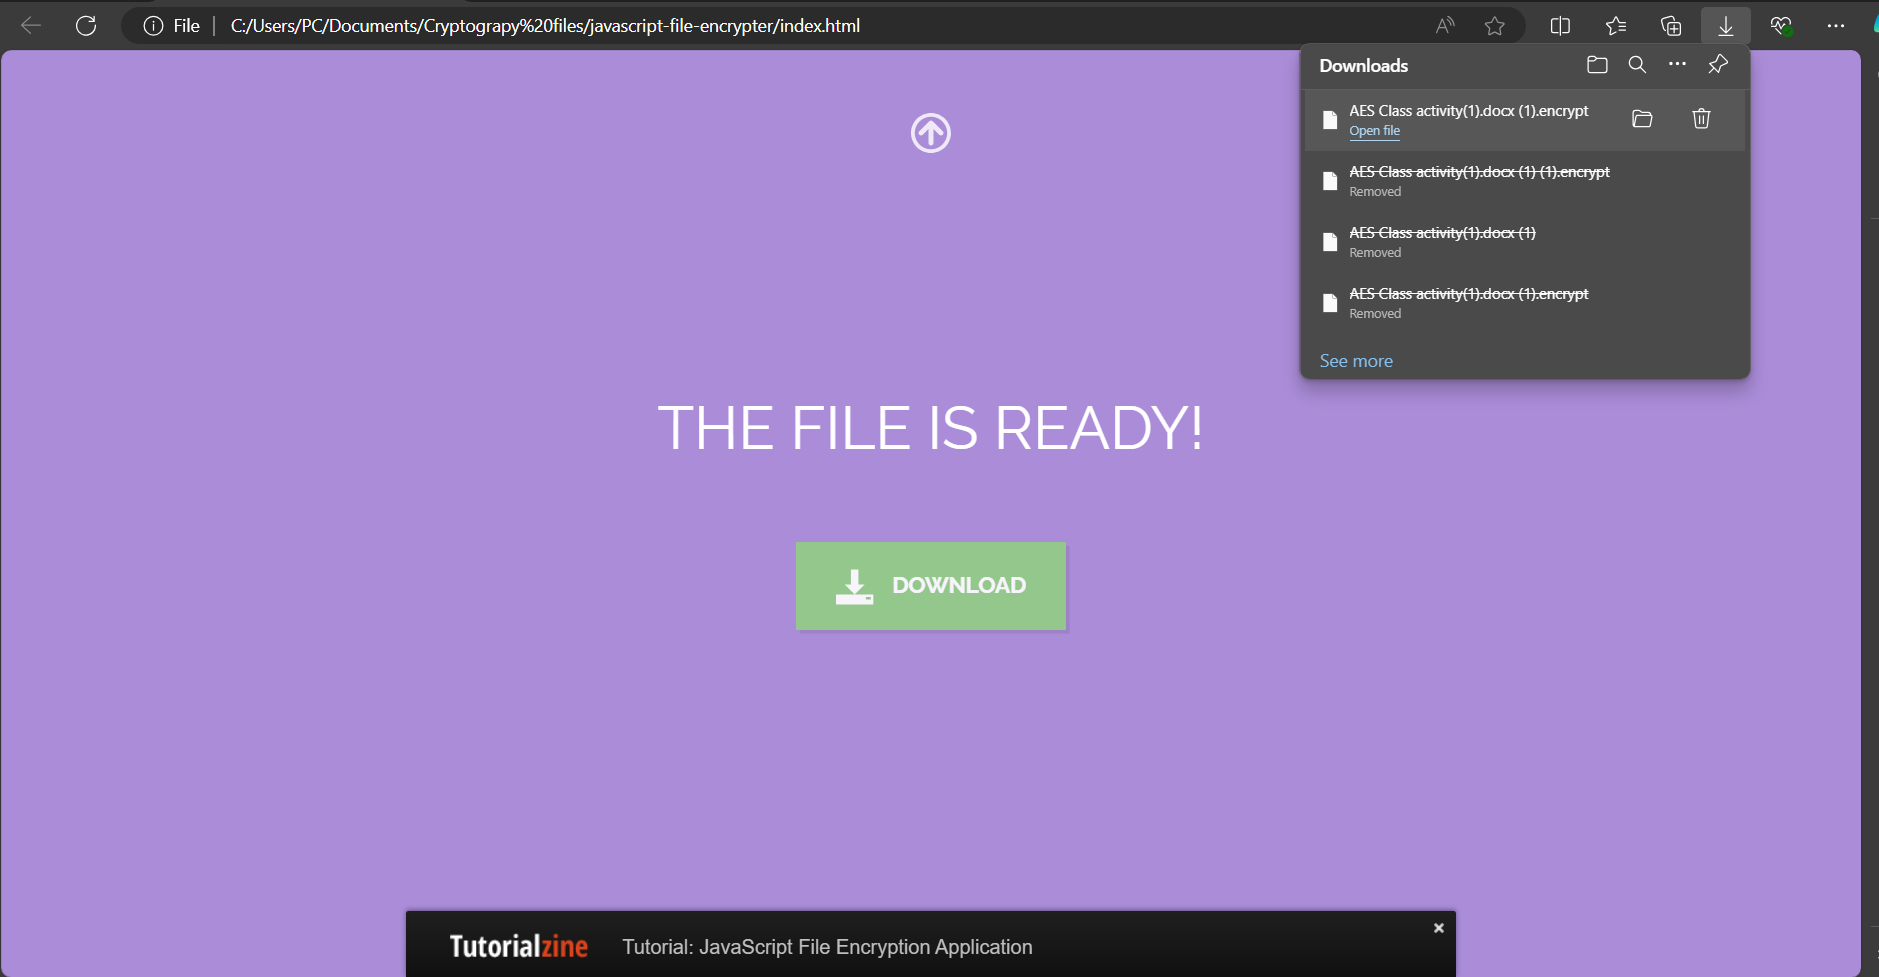 File
C:/Users/PC/Documents/Cryptograpy%20files/javascript-file-encrypter/index.html
Downloads
AES Class activity(1).docx (1).encrypt
Open file
AES Class activity(1).docx (1) (1).encrypt
Removed
AES Class activity(1).docx (1)
Removed
AES Class activity(1).docx (1).encrypt
Removed
See more
THE FILE IS READY!
DOWNLOAD
Tutorialzine Tutorial: JavaScript File Encryption Application